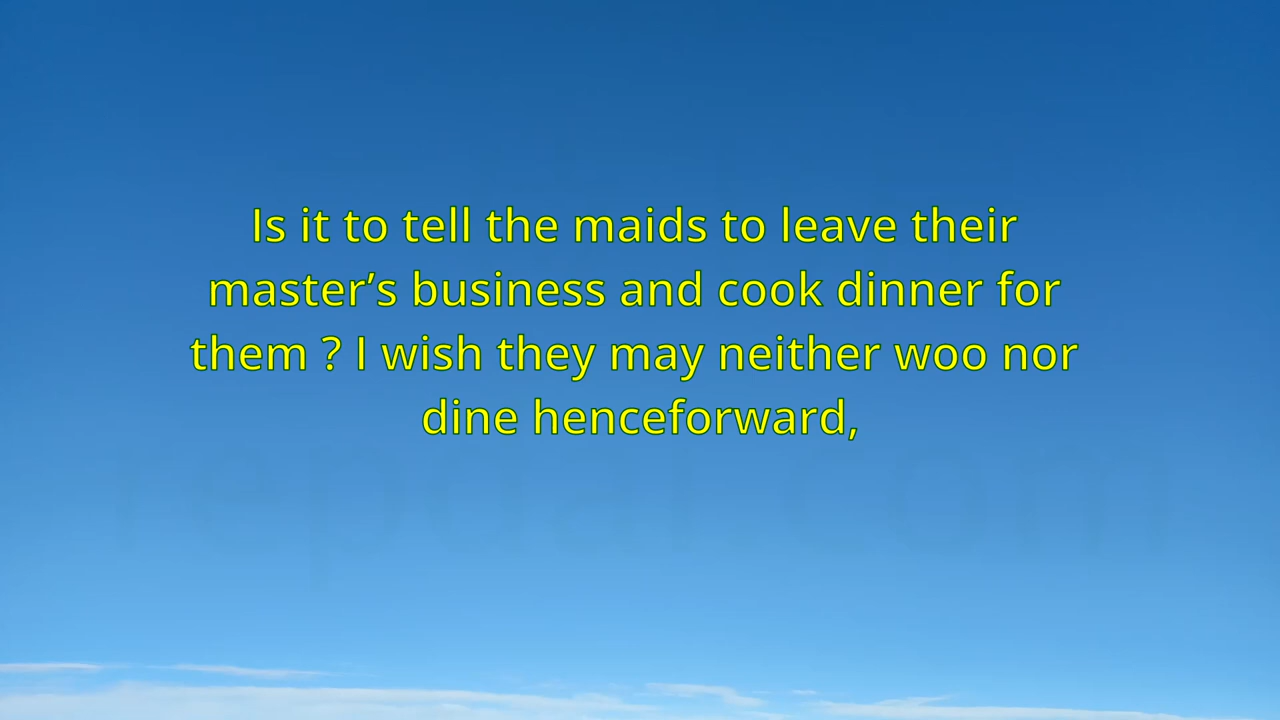 Is it to tell the maids to leave their
master’s business and cook dinner for
them ? I wish they may neither woo nor
dine henceforward,